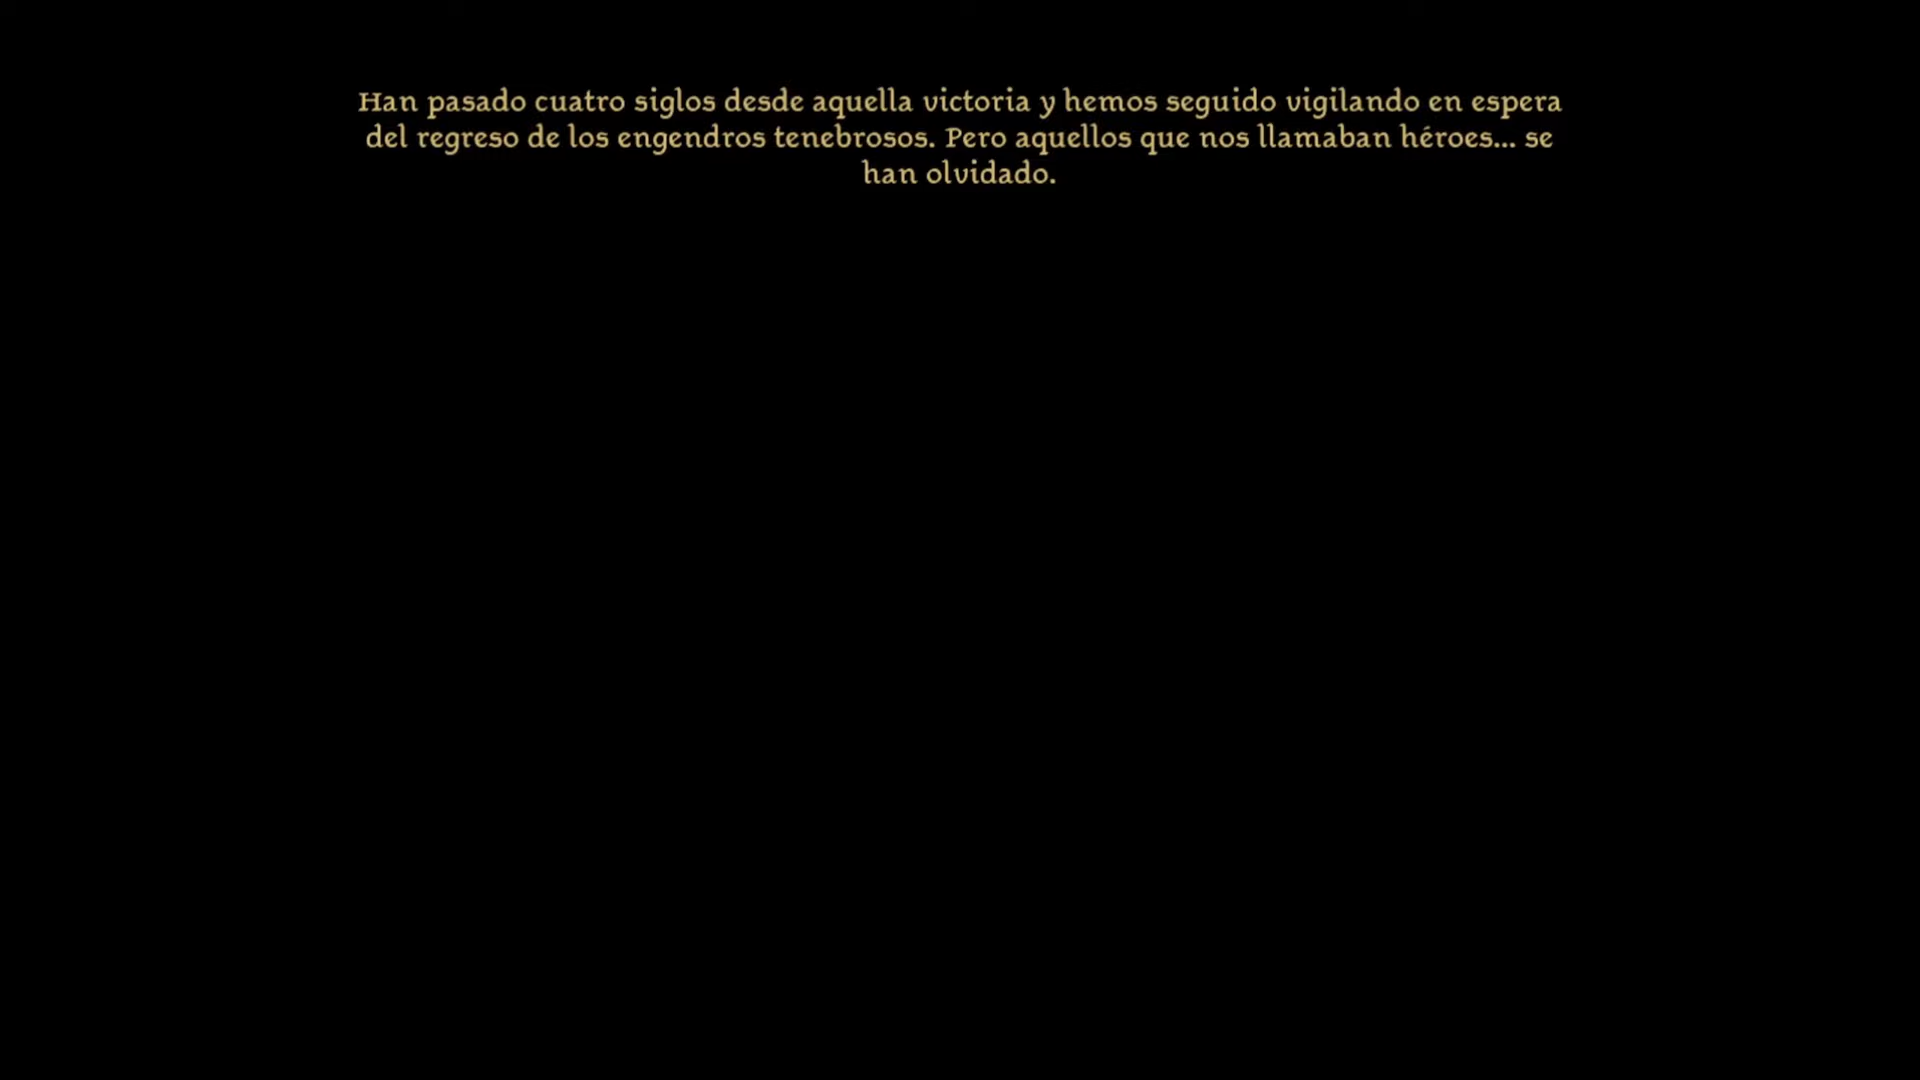 Han pasado cuatro siglos desde aquella victoria y hemos seguido vigilando en espera
del regreso de los engendros tenebrosos. Pero aquellos que nos llamaban héroes... se
han olvidado.